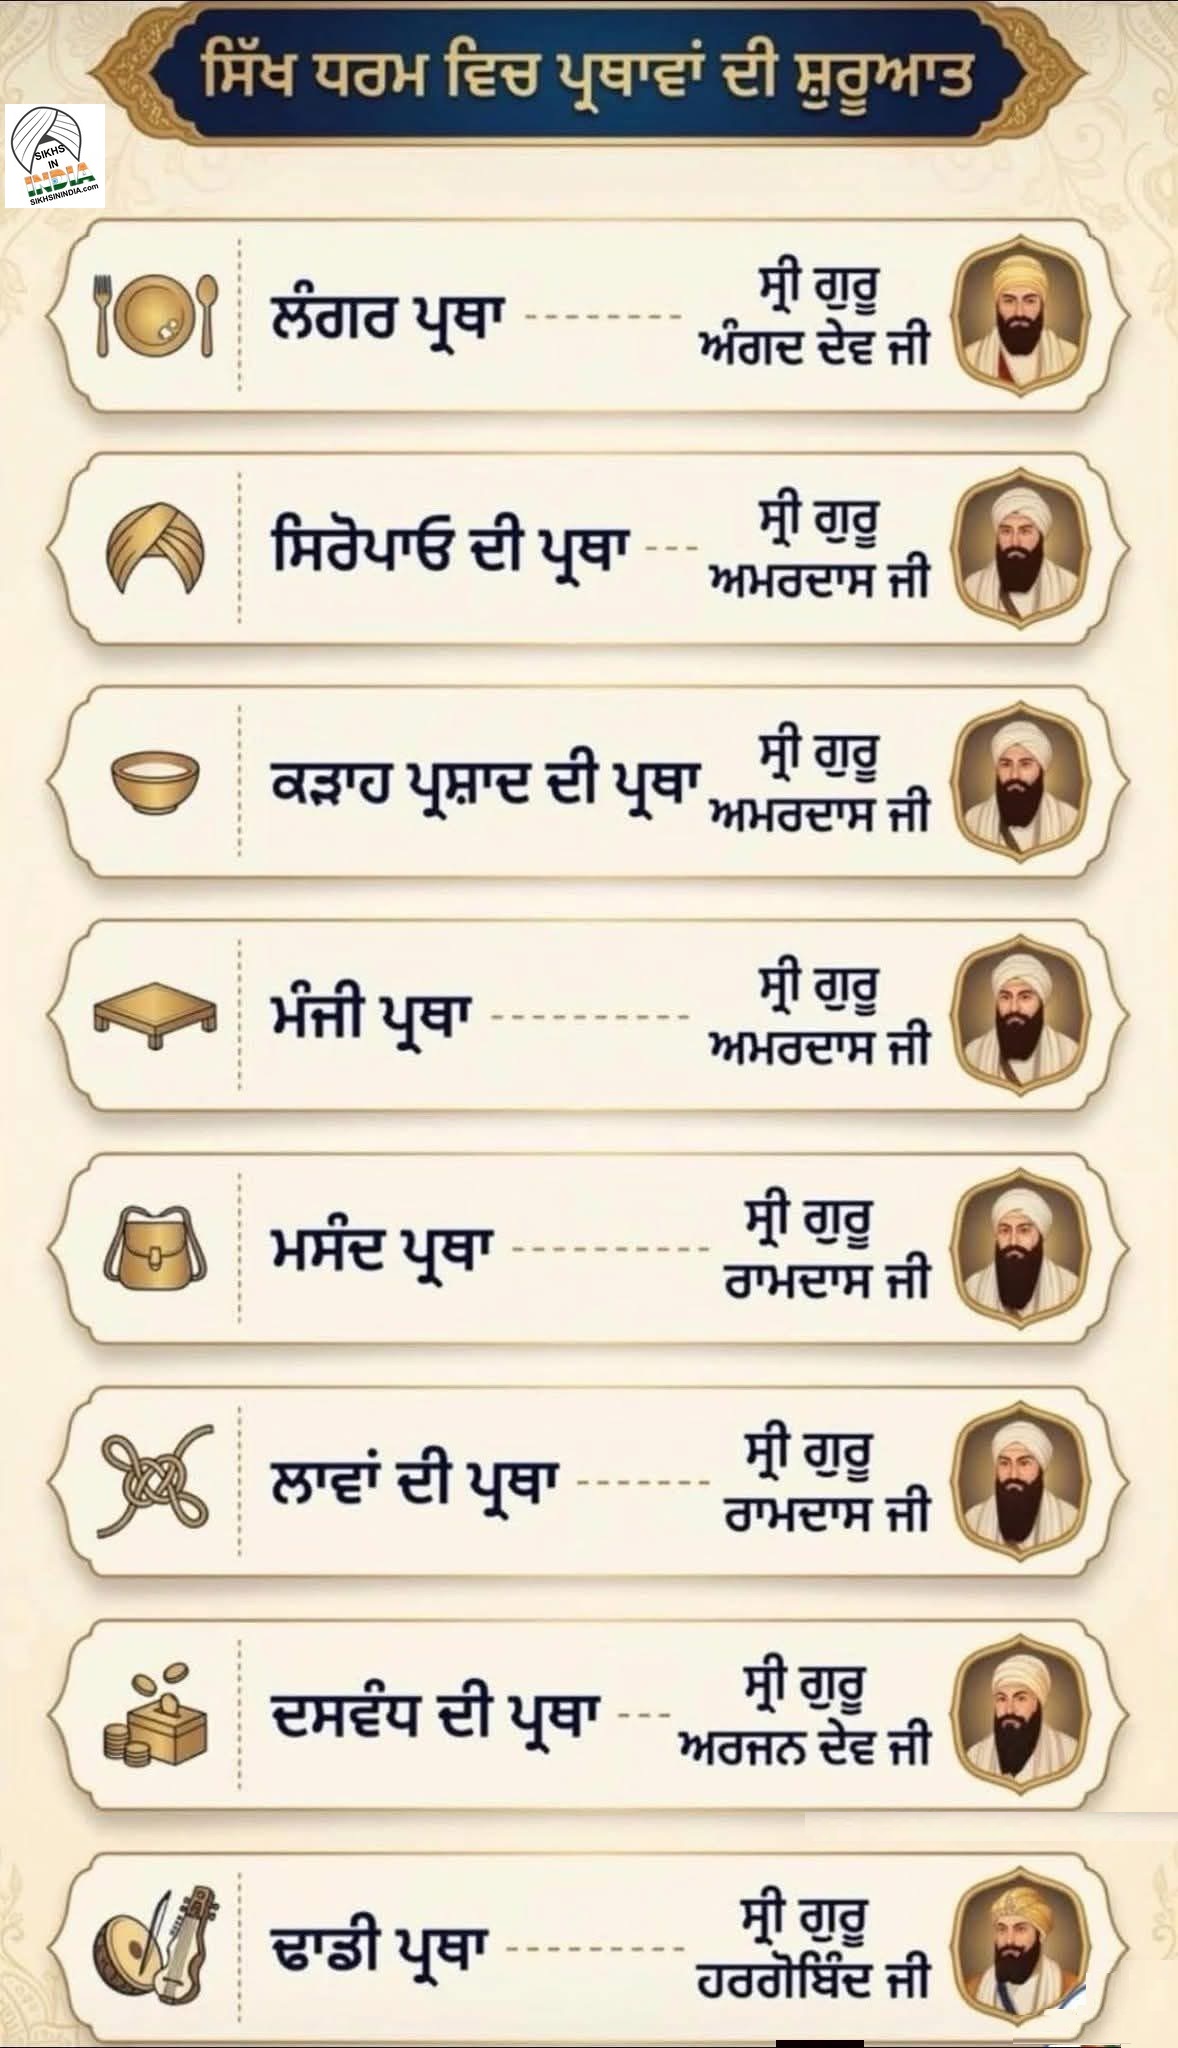 ਸਿੱਖ ਧਰਮ ਵਿਚ ਪ੍ਰਥਾਵਾਂ ਦੀ ਸ਼ੁਰੂਆਤ
SIKHS
IN
INDIA
SIKHSININDIA.com
ਲੰਗਰ ਪ੍ਰਥਾ --------- ਸ੍ਰੀ ਗੁਰੂ
ਅੰਗਦ ਦੇਵ ਜੀ
ਸਿਰੋਪਾਓ ਦੀ ਪ੍ਰਥਾ --- ਸ੍ਰੀ ਗੁਰੂ
ਅਮਰਦਾਸ ਜੀ
ਕੜਾਹ ਪ੍ਰਸ਼ਾਦ ਦੀ ਪ੍ਰਥਾ ਸ੍ਰੀ ਗੁਰੂ
ਅਮਰਦਾਸ ਜੀ
ਮੰਜੀ ਪ੍ਰਥਾ ----------- ਸ੍ਰੀ ਗੁਰੂ
ਅਮਰਦਾਸ ਜੀ
ਮਸੰਦ ਪ੍ਰਥਾ ----------- ਸ੍ਰੀ ਗੁਰੂ
ਰਾਮਦਾਸ ਜੀ
ਲਾਵਾਂ ਦੀ ਪ੍ਰਥਾ ------- ਸ੍ਰੀ ਗੁਰੂ
ਰਾਮਦਾਸ ਜੀ
ਦਸਵੰਧ ਦੀ ਪ੍ਰਥਾ --- ਸ੍ਰੀ ਗੁਰੂ
ਅਰਜਨ ਦੇਵ ਜੀ
ਢਾਡੀ ਪ੍ਰਥਾ ---------- ਸ੍ਰੀ ਗੁਰੂ
ਹਰਗੋਬਿੰਦ ਜੀ